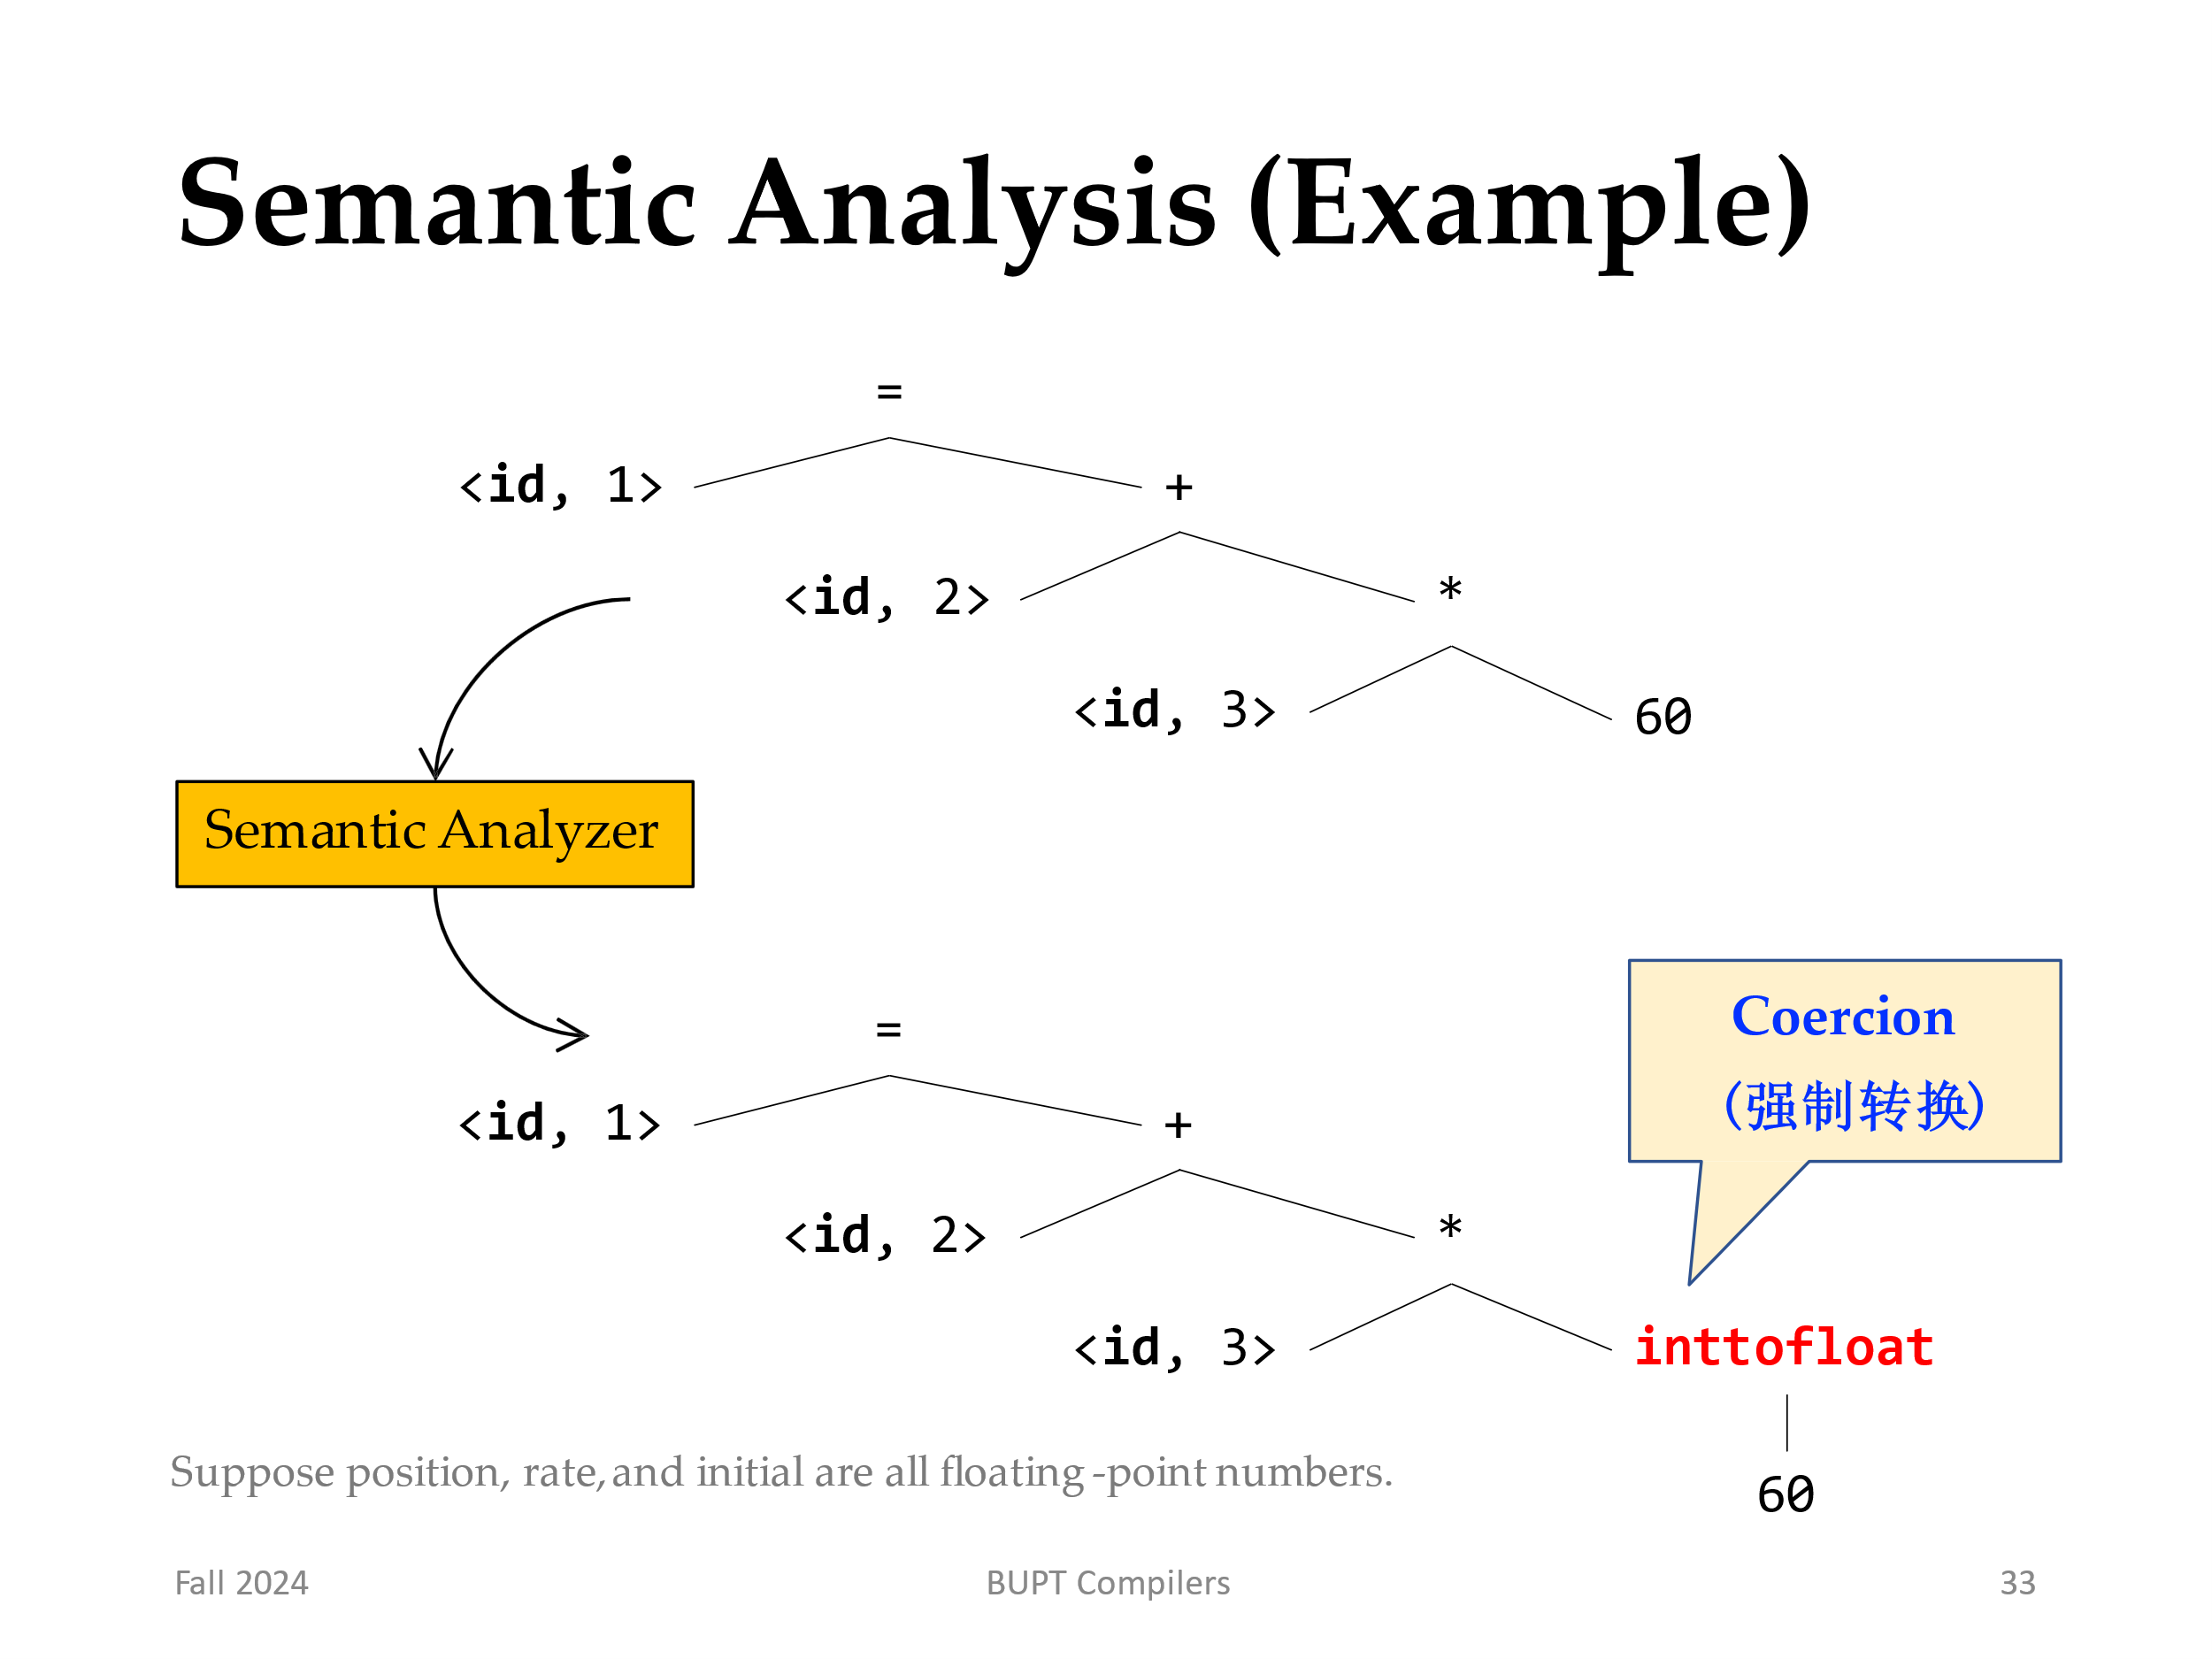 Semantic Analysis (Example)
=
<id, 1>
+
<id, 2>
*
<id, 3>
60
Semantic Analyzer
Coercion
(强制转换)
=
<id, 1>
+
<id, 2>
*
<id, 3>
inttofloat
60
Suppose position, rate, and initial are all floating-point numbers.
Fall 2024
BUPT Compilers
33